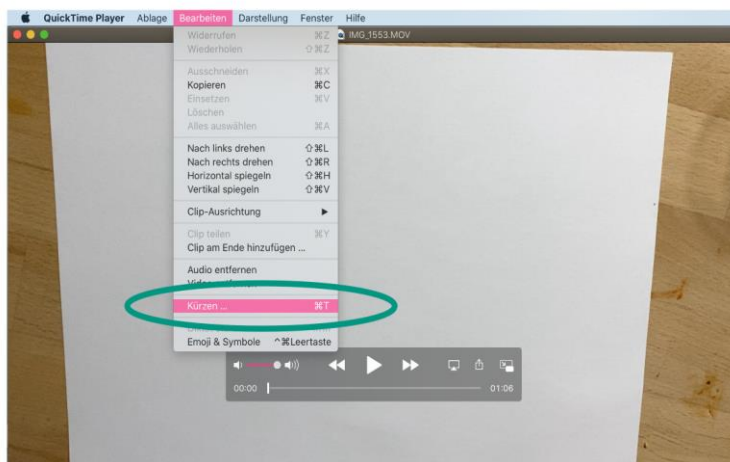 QuickTime Player Ablage Bearbeiten Darstellung Fenster Hilfe
IMG_1553.MOV
Widerrufen ⌘Z
Wiederholen ⇧⌘Z
Ausschneiden ⌘X
Kopieren ⌘C
Einsetzen ⌘V
Löschen
Alles auswählen ⌘A
Nach links drehen ⇧⌘L
Nach rechts drehen ⇧⌘R
Horizontal spiegeln ⇧⌘H
Vertikal spiegeln ⇧⌘V
Clip-Ausrichtung ▶
Clip teilen ⌘Y
Clip am Ende hinzufügen ...
Audio entfernen
Kürzen ... ⌘T
Emoji & Symbole ^⌘Leertaste
00:00 01:06